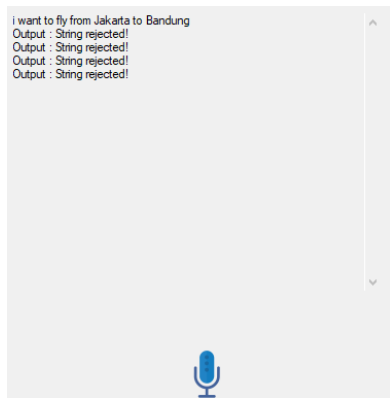 i want to fly from Jakarta to Bandung
Output : String rejected!
Output : String rejected!
Output : String rejected!
Output : String rejected!